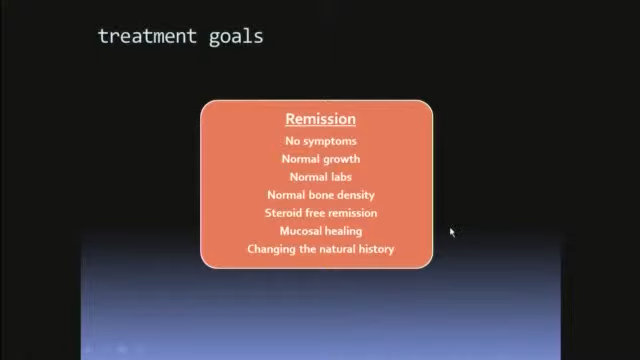 treatment goals
Remission
No symptoms
Normal growth
Normal labs
Normal bone density
Steroid free remission
Mucosal healing
Changing the natural history